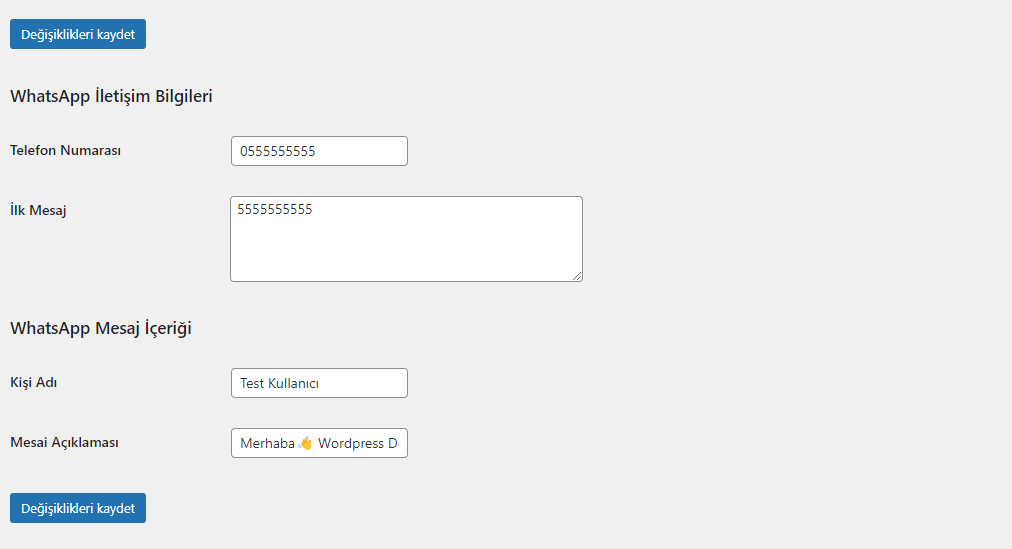 Değişiklikleri kaydet
WhatsApp İletişim Bilgileri
Telefon Numarası
0555555555
İlk Mesaj
5555555555
WhatsApp Mesaj İçeriği
Kişi Adı
Test Kullanıcı
Mesai Açıklaması
Merhaba 👋 Wordpress
Değişiklikleri kaydet